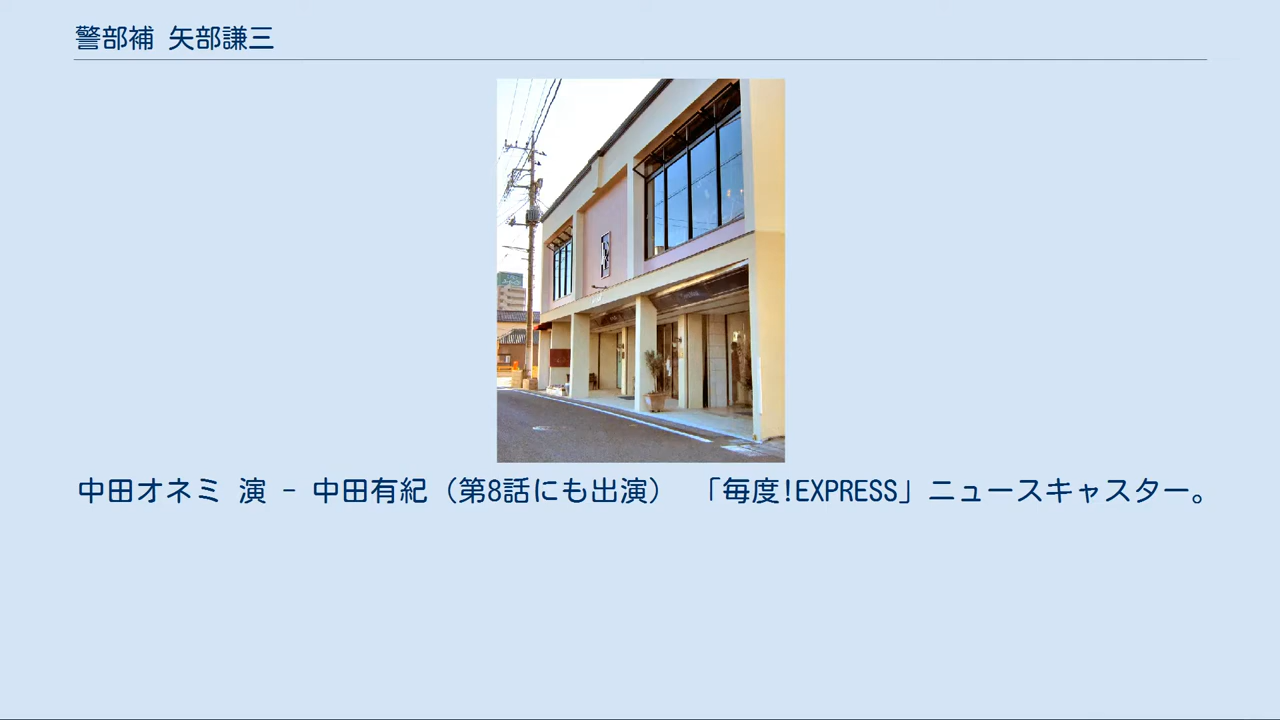 警部補 矢部謙三
中田オネミ 演 - 中田有紀（第8話にも出演） 「毎度!EXPRESS」ニュースキャスター。